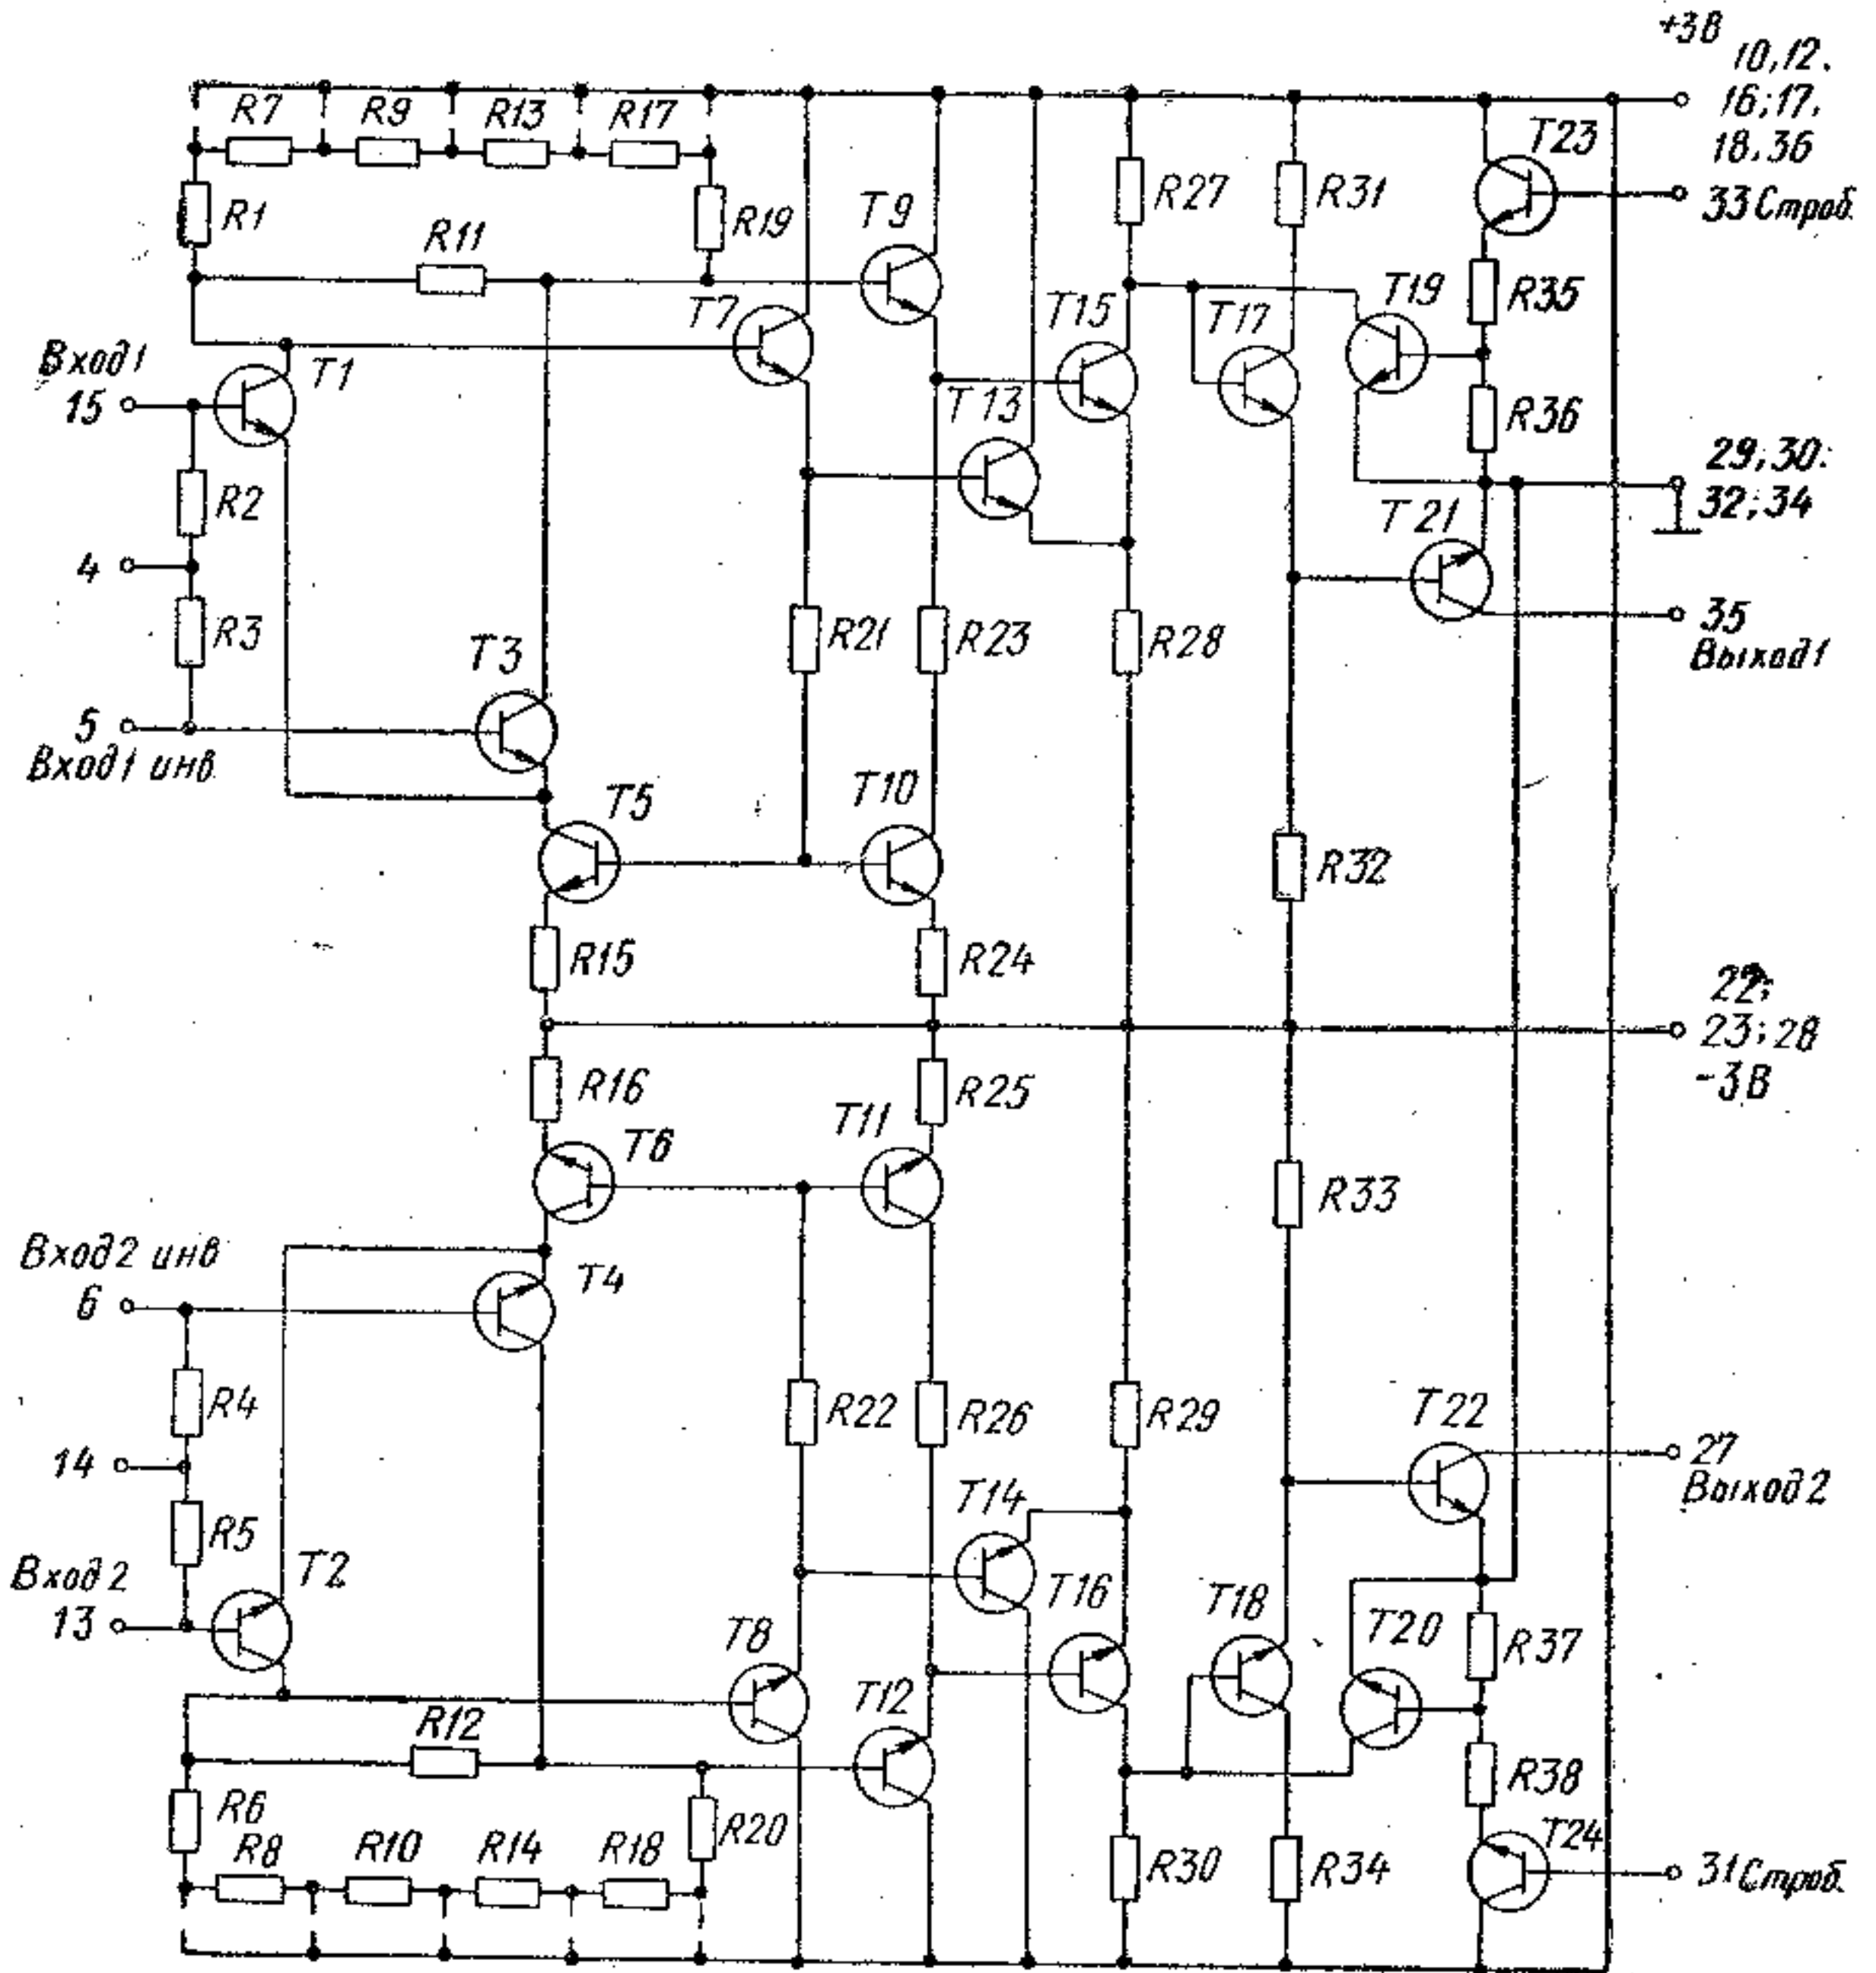 +3В
10,12.
16;17,
18,36
R7
R9
R13
R17
T23
33 Строб.
R1
R11
R19
T9
R27
R31
T7
T15
T17
T19
R35
Вход1
15
T1
T13
R36
R2
29;30:
32;34
T21
4
R3
T3
R21
R23
R28
35
Выход1
5
Вход1 инв.
T5
T10
R32
R15
R24
22;
23;28
-3В
R16
R25
T6
T11
R33
Вход2 инв
6
T4
R4
R22
R26
R29
T22
14
27
Выход2
R5
T14
Вход2
13
T2
T16
T18
T20
R37
T8
T12
R12
R38
R6
R20
T24
R8
R10
R14
R18
R30
R34
31 Строб.